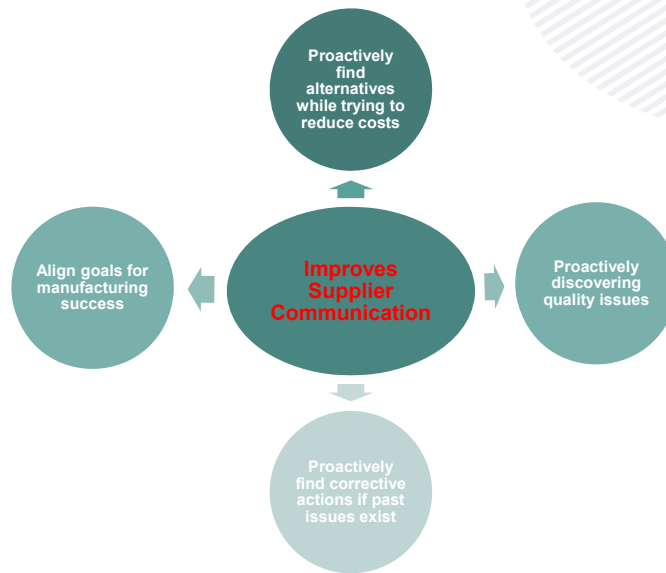 Proactively
find
alternatives
while trying to
reduce costs
Align goals for
manufacturing
success
Improves
Supplier
Communication
Proactively
discovering
quality issues
Proactively
find corrective
actions if past
issues exist